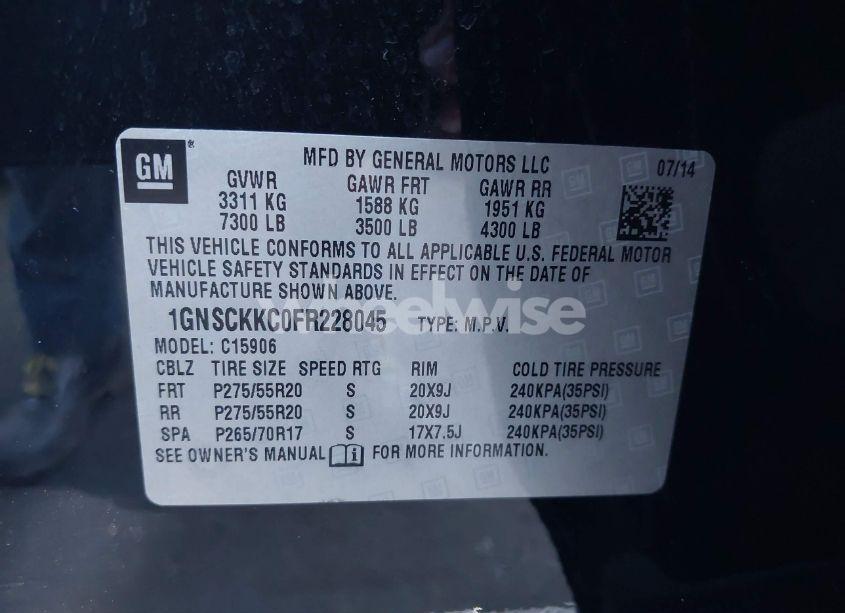 GM
MFD BY GENERAL MOTORS LLC 07/14
GVWR GAWR FRT GAWR RR
3311 KG 1588 KG 1951 KG
7300 LB 3500 LB 4300 LB
THIS VEHICLE CONFORMS TO ALL APPLICABLE U.S. FEDERAL MOTOR
VEHICLE SAFETY STANDARDS IN EFFECT ON THE DATE OF
MANUFACTURE SHOWN ABOVE.
wheelwise
1GNSCKKC0FR228045 TYPE: M.P.V.
MODEL: C15906
CBLZ TIRE SIZE SPEED RTG RIM COLD TIRE PRESSURE
FRT P275/55R20 S 20X9J 240KPA(35PSI)
RR P275/55R20 S 20X9J 240KPA(35PSI)
SPA P265/70R17 S 17X7.5J 240KPA(35PSI)
SEE OWNER'S MANUAL FOR MORE INFORMATION.